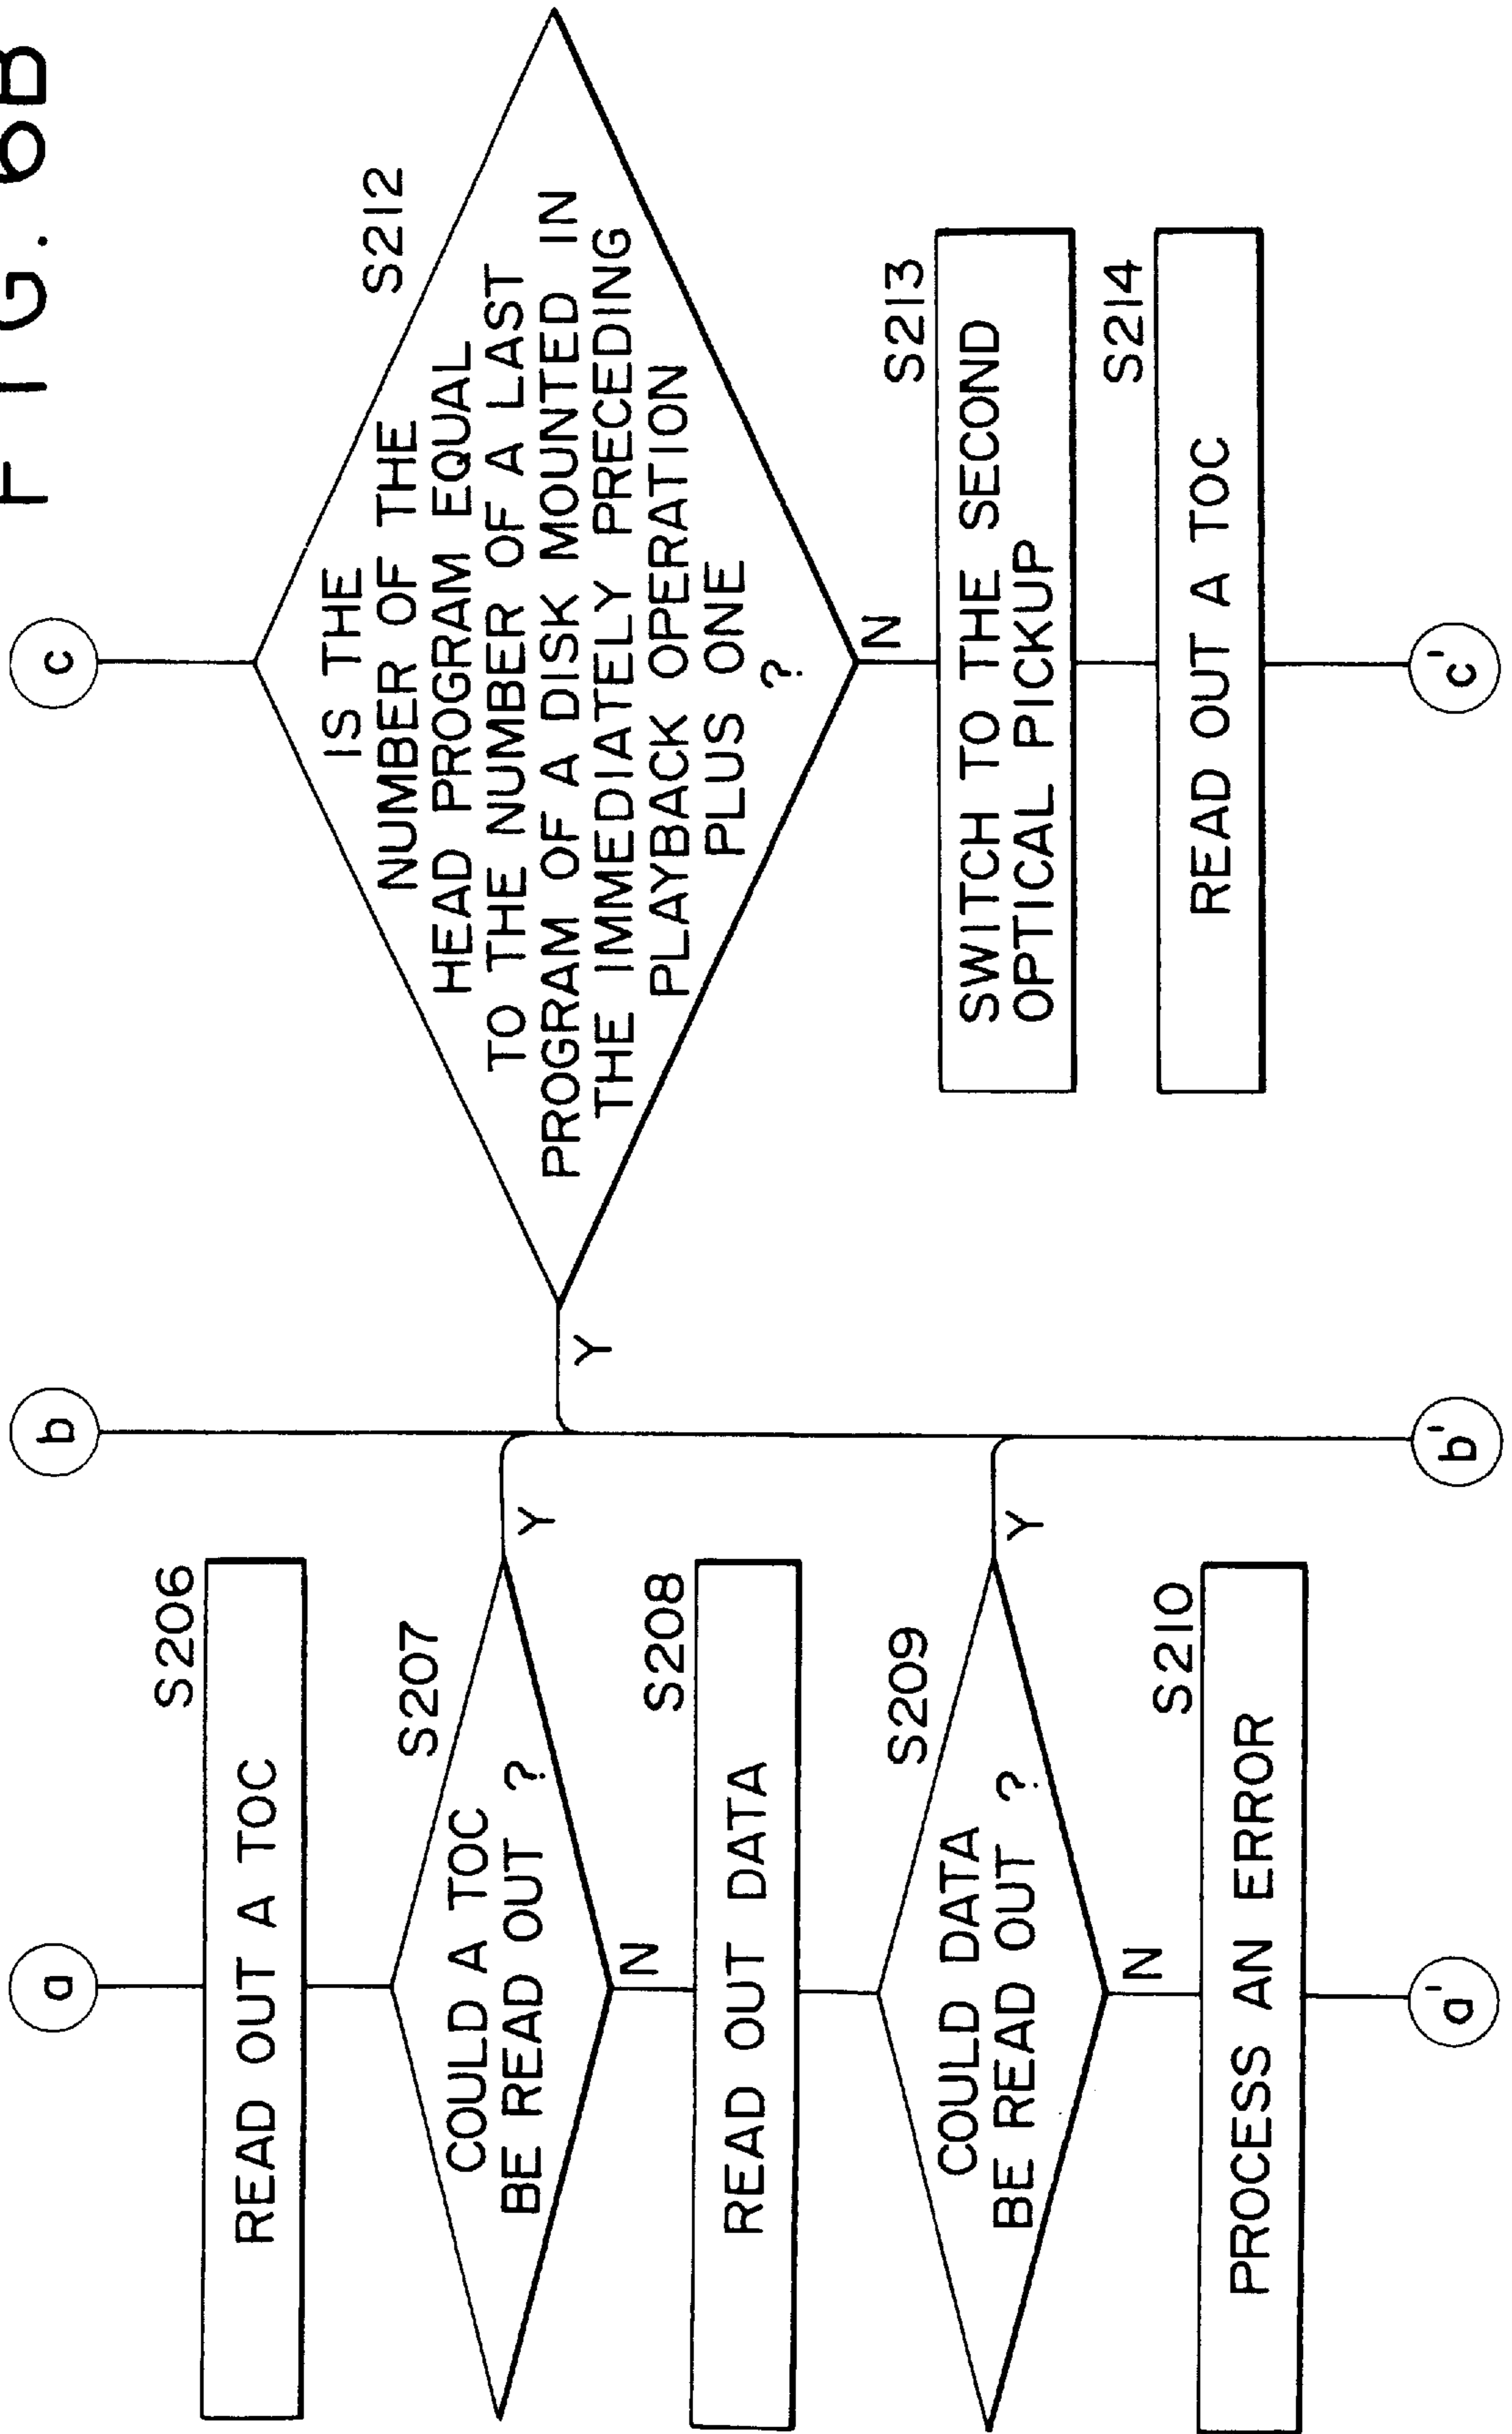 FIG. 6B
a
S206
READ OUT A TOC
S207
COULD A TOC
BE READ OUT ?
Y
N
S208
READ OUT DATA
S209
COULD DATA
BE READ OUT ?
Y
N
S210
PROCESS AN ERROR
a'
b
b'
c
S212
IS THE
NUMBER OF THE
HEAD PROGRAM EQUAL
TO THE NUMBER OF A LAST
PROGRAM OF A DISK MOUNTED IN
THE IMMEDIATELY PRECEDING
PLAYBACK OPERATION
PLUS ONE
?
Y
N
S213
SWITCH TO THE SECOND
OPTICAL PICKUP
S214
READ OUT A TOC
c'